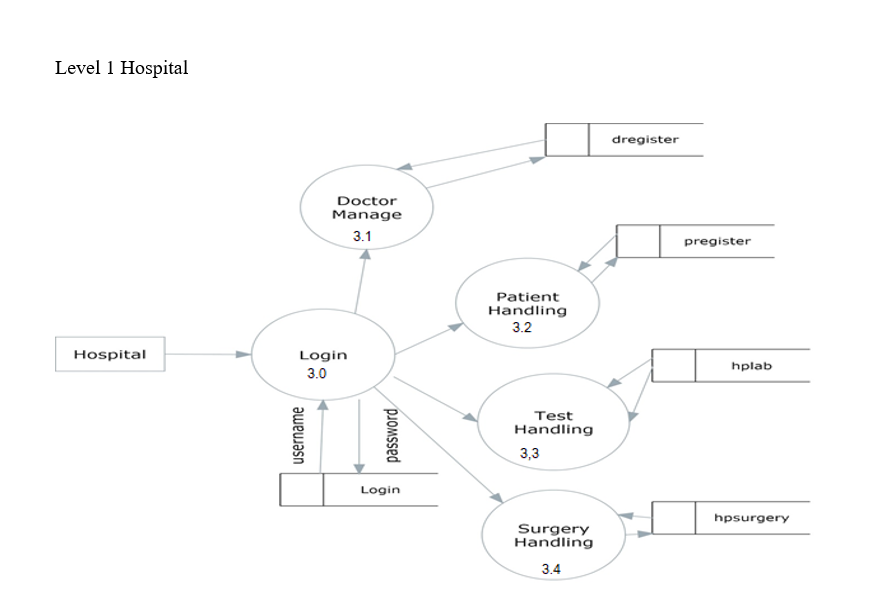 Level 1 Hospital
dregister
Doctor
Manage
3.1
pregister
Patient
Handling
3.2
Hospital
Login
3.0
hplab
Test
Handling
3,3
username
password
Login
hpsurgery
Surgery
Handling
3.4